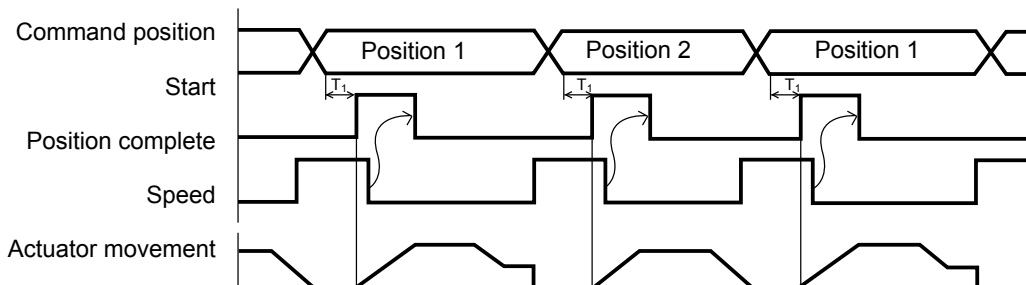 Command position
Position 1
Position 2
Position 1
Start
T1
T1
T1
Position complete
Speed
Actuator movement